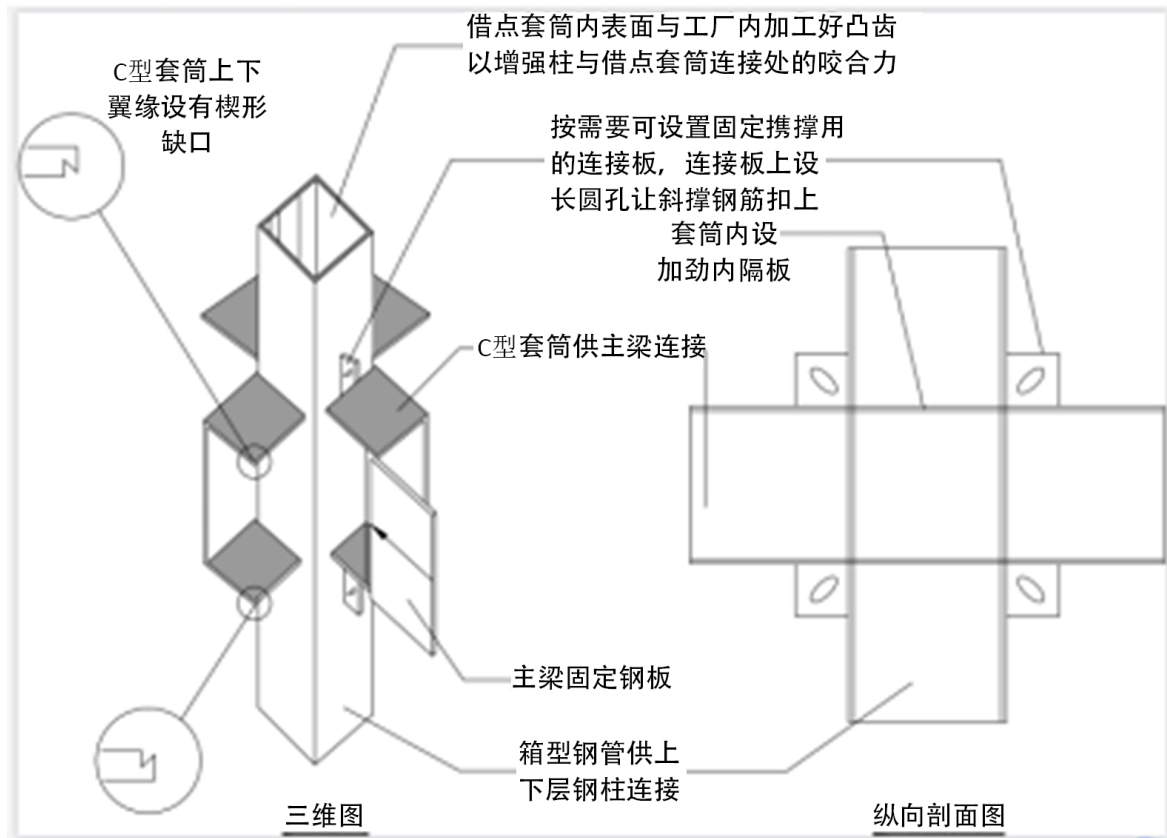 借点套筒内表面与工厂内加工好凸齿
以增强柱与借点套筒连接处的咬合力
C型套筒上下
翼缘设有楔形
缺口
按需要可设置固定携撑用
的连接板，连接板上设
长圆孔让斜撑钢筋扣上
套筒内设
加劲内隔板
C型套筒供主梁连接
主梁固定钢板
箱型钢管供上
下层钢柱连接
三维图
纵向剖面图